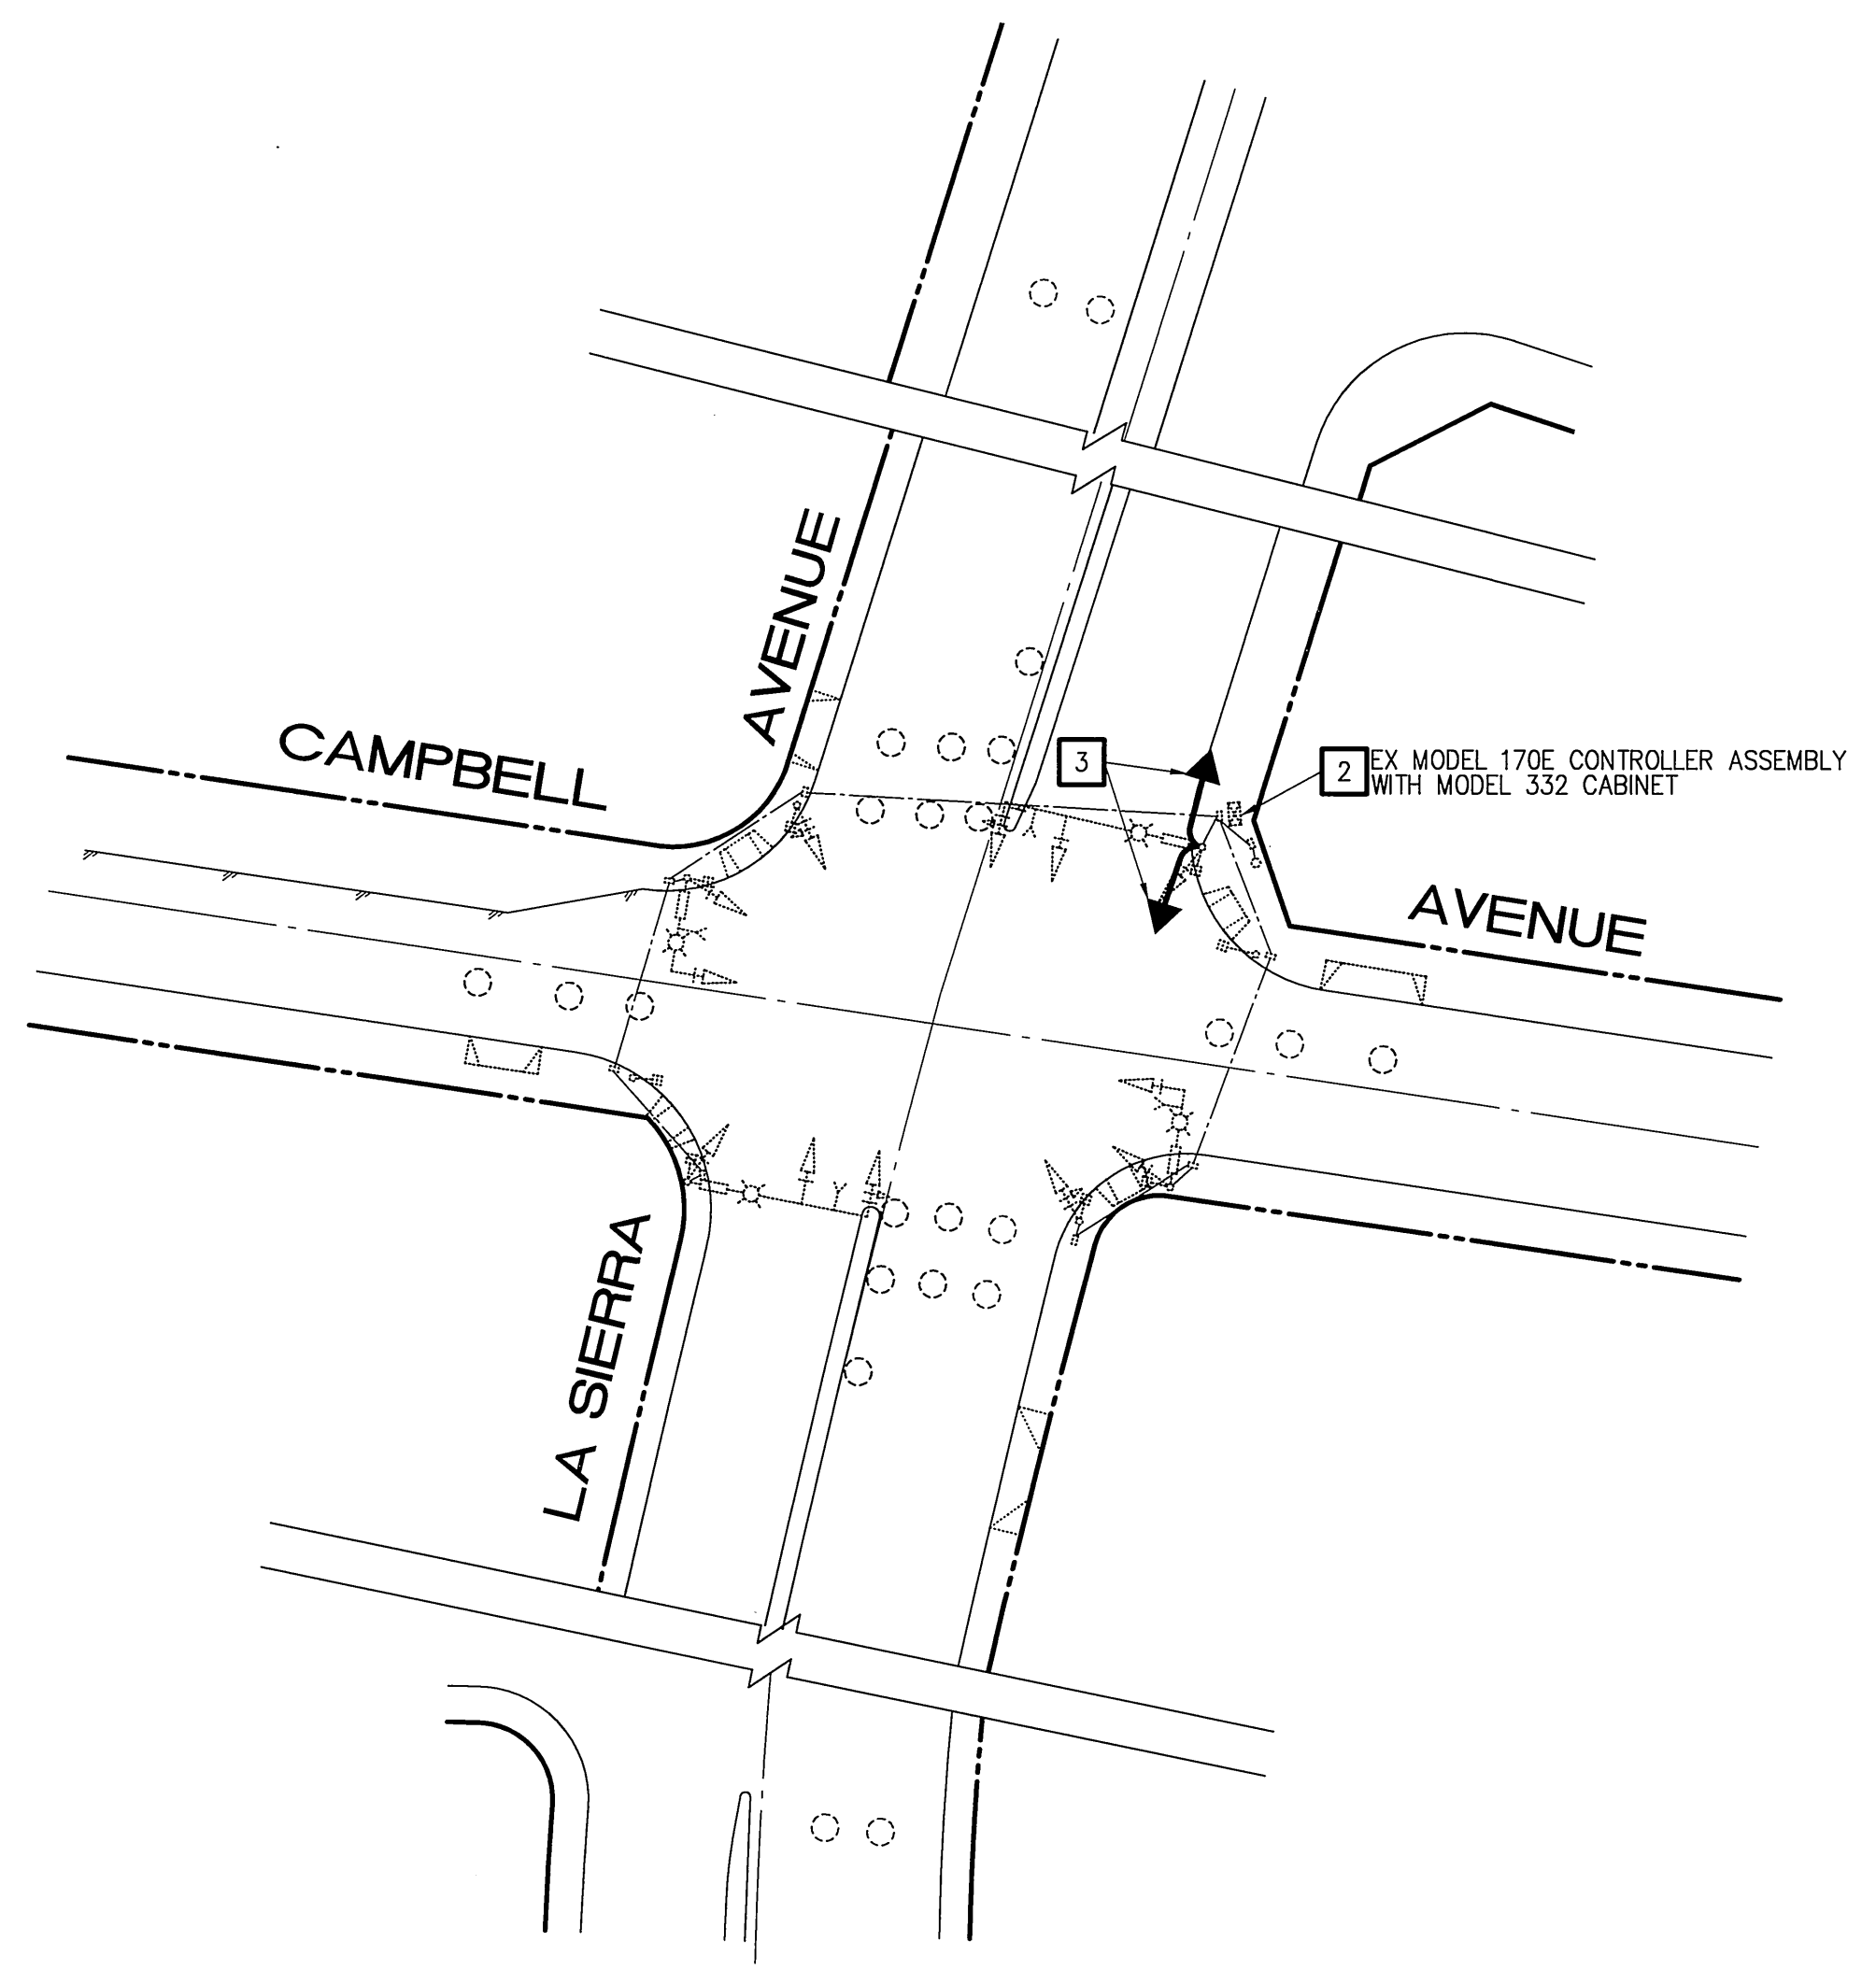 CAMPBELL
AVENUE
3
2
EX MODEL 170E CONTROLLER ASSEMBLY
WITH MODEL 332 CABINET
AVENUE
LA SIERRA